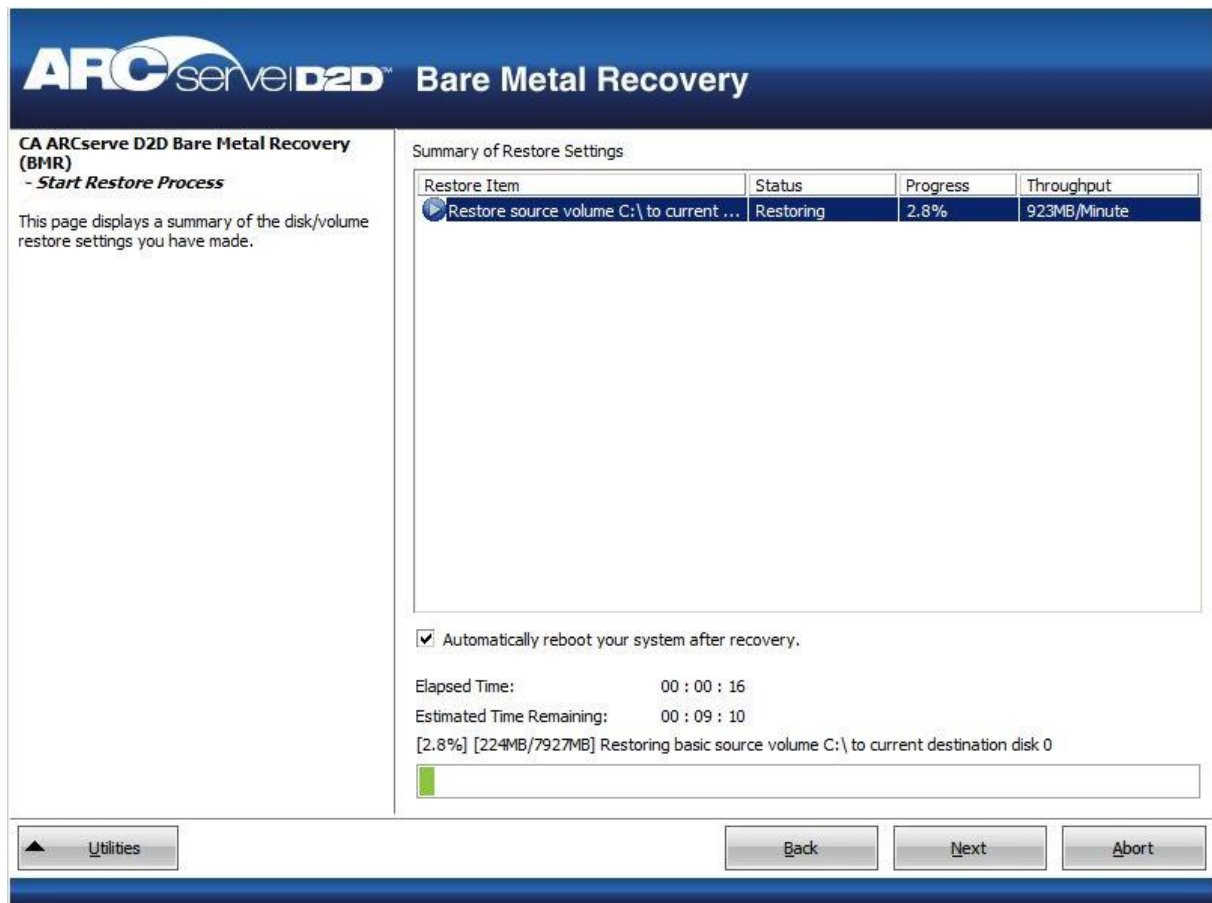 ARCserve D2D™ Bare Metal Recovery
CA ARCserve D2D Bare Metal Recovery
(BMR)
- Start Restore Process
This page displays a summary of the disk/volume
restore settings you have made.
Summary of Restore Settings
Restore Item Status Progress Throughput
Restore source volume C:\ to current ... Restoring 2.8% 923MB/Minute
Automatically reboot your system after recovery.
Elapsed Time: 00 : 00 : 16
Estimated Time Remaining: 00 : 09 : 10
[2.8%] [224MB/7927MB] Restoring basic source volume C:\ to current destination disk 0
Utilities Back Next Abort